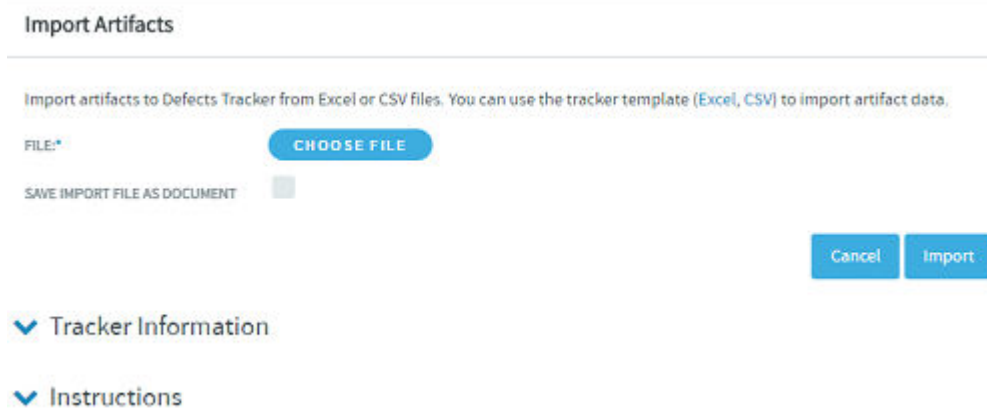 Import Artifacts
Import artifacts to Defects Tracker from Excel or CSV files. You can use the tracker template (Excel, CSV) to import artifact data.
FILE:*
CHOOSE FILE
SAVE IMPORT FILE AS DOCUMENT
Cancel
Import
Tracker Information
Instructions